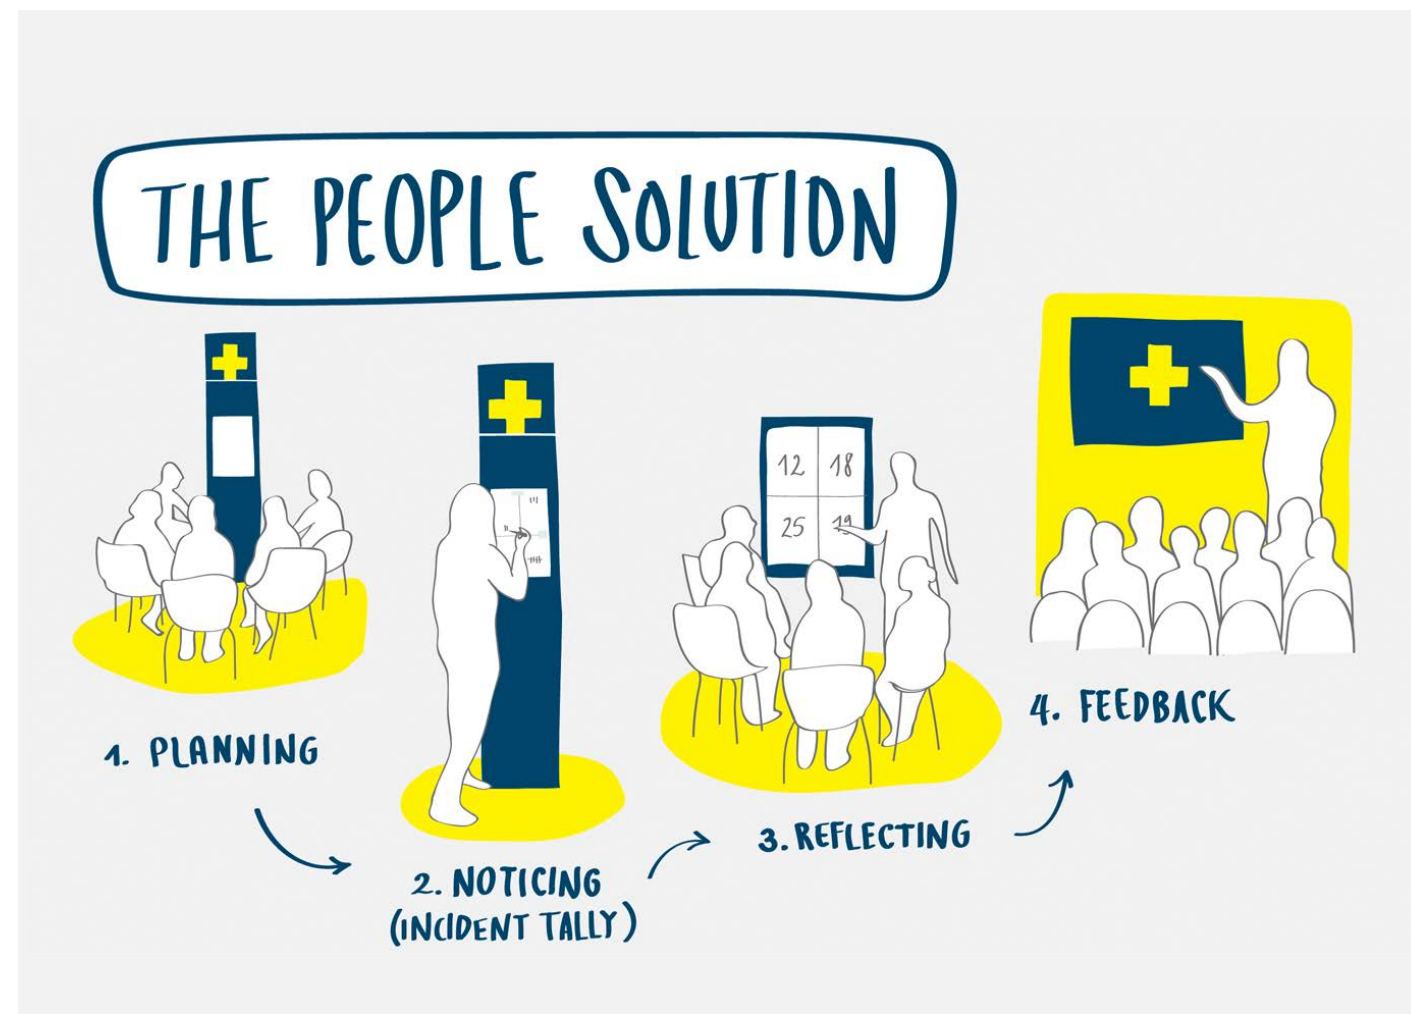 THE PEOPLE SOLUTION
1. PLANNING
2. NOTICING
(INCIDENT TALLY)
12 18
25 19
3. REFLECTING
4. FEEDBACK